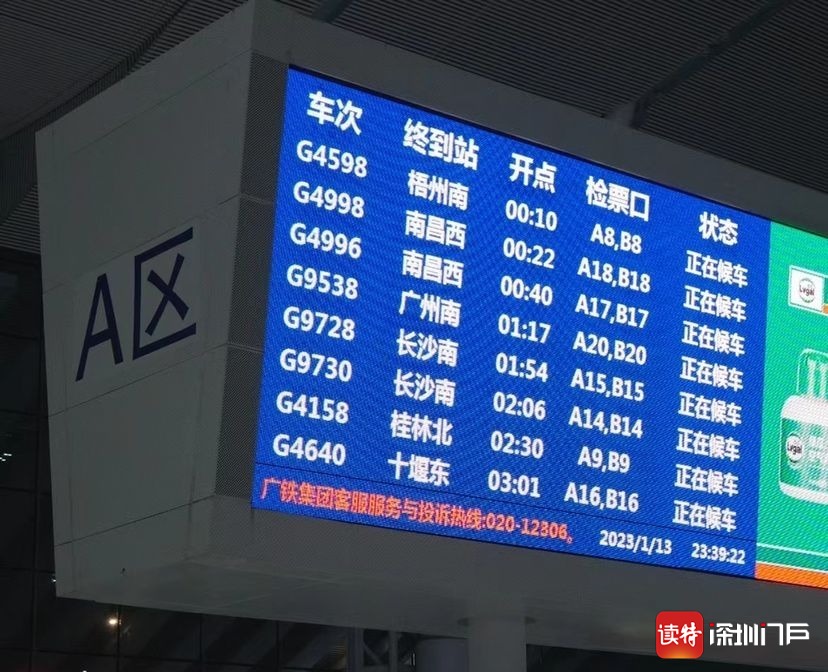 A区
车次 终到站 开点 检票口 状态
G4598 梧州南 00:10 A8,B8 正在候车
G4998 南昌西 00:22 A18,B18 正在候车
G4996 南昌西 00:40 A17,B17 正在候车
G9538 广州南 01:17 A20,B20 正在候车
G9728 长沙南 01:54 A15,B15 正在候车
G9730 长沙南 02:06 A14,B14 正在候车
G4158 桂林北 02:30 A9,B9 正在候车
G4640 十堰东 03:01 A16,B16 正在候车
广铁集团客服服务与投诉热线:020-12306。 2023/1/13 23:39:22
Lvgai
Lvgai
读特 深圳门户